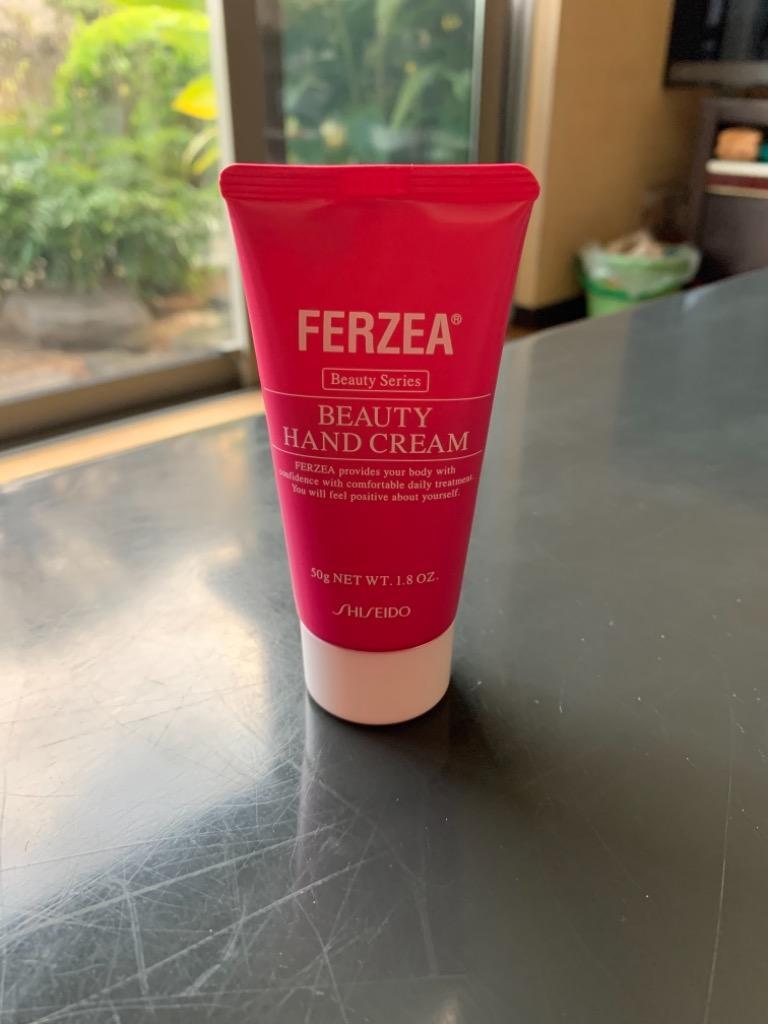 FERZEA®
Beauty Series
BEAUTY
HAND CREAM
FERZEA provides your body with
confidence with comfortable daily treatment.
You will feel positive about yourself.
50g NET WT. 1.8 OZ.
SHISEIDO